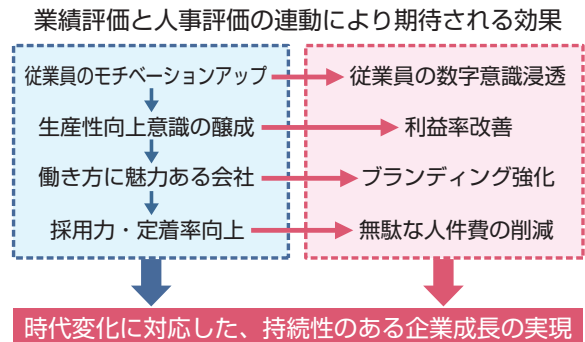 業績評価と人事評価の連動により期待される効果
従業員のモチベーションアップ
従業員の数字意識浸透
生産性向上意識の醸成
利益率改善
働き方に魅力ある会社
ブランディング強化
採用力・定着率向上
無駄な人件費の削減
時代変化に対応した、持続性のある企業成長の実現